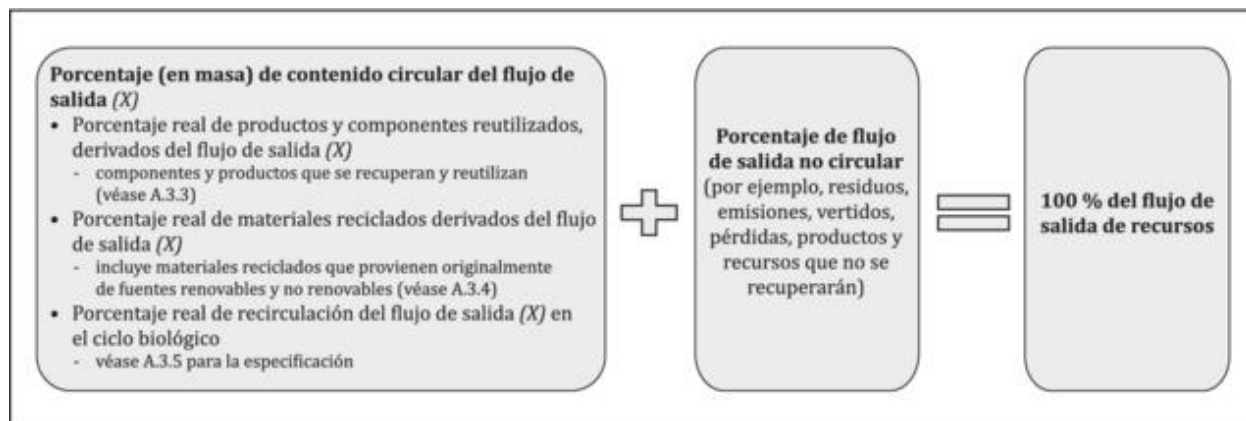 Porcentaje (en masa) de contenido circular del flujo de
salida (X)
• Porcentaje real de productos y componentes reutilizados,
derivados del flujo de salida (X)
- componentes y productos que se recuperan y reutilizan
(véase A.3.3)
• Porcentaje real de materiales reciclados derivados del flujo
de salida (X)
- incluye materiales reciclados que provienen originalmente
de fuentes renovables y no renovables (véase A.3.4)
• Porcentaje real de recirculación del flujo de salida (X) en
el ciclo biológico
- véase A.3.5 para la especificación
Porcentaje de flujo
de salida no circular
(por ejemplo, residuos,
emisiones, vertidos,
pérdidas, productos y
recursos que no se
recuperarán)
100 % del flujo de
salida de recursos